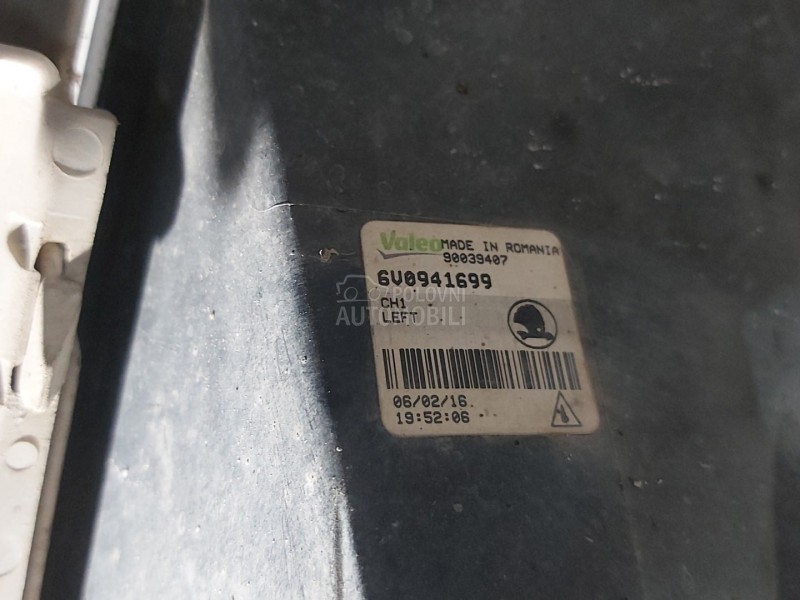 Valeo MADE IN ROMANIA
90039407
6V0941699
CH1
LEFT
06/02/16.
19:52:06
POLOVNI
AUTOMOBILI